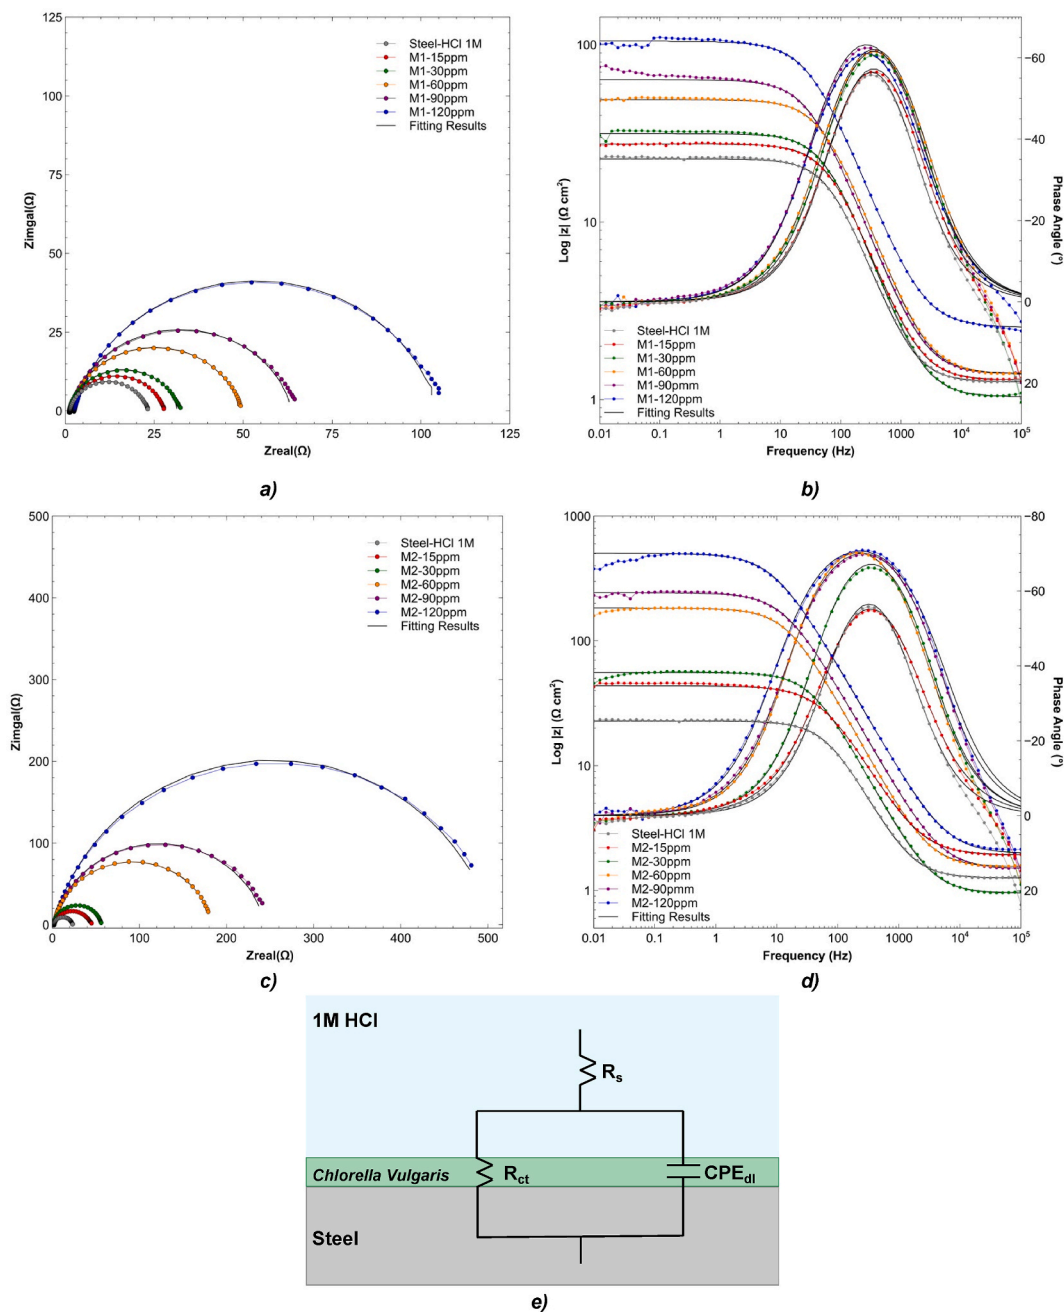 125
100
75
50
25
0
Zimgal(Ω)
0
25
50
75
100
125
Zreal(Ω)
Steel-HCl 1M
M1-15ppm
M1-30ppm
M1-60ppm
M1-90ppm
M1-120ppm
Fitting Results
a)
100
10
1
Log |z| (Ω cm²)
0.01
0.1
1
10
100
1000
10⁴
10⁵
Frequency (Hz)
−60
−40
−20
0
20
Phase Angle (°)
Steel-HCl 1M
M1-15ppm
M1-30ppm
M1-60ppm
M1-90pmm
M1-120ppm
Fitting Results
b)
500
400
300
200
100
0
Zimgal(Ω)
0
100
200
300
400
500
Zreal(Ω)
Steel-HCl 1M
M2-15ppm
M2-30ppm
M2-60ppm
M2-90ppm
M2-120ppm
Fitting Results
c)
1000
100
10
1
Log |z| (Ω cm²)
0.01
0.1
1
10
100
1000
10⁴
10⁵
Frequency (Hz)
−80
−60
−40
−20
0
20
Phase Angle (°)
Steel-HCl 1M
M2-15ppm
M2-30ppm
M2-60ppm
M2-90pmm
M2-120ppm
Fitting Results
d)
1M HCl
Rs
Chlorella Vulgaris
Rct
CPEdl
Steel
e)